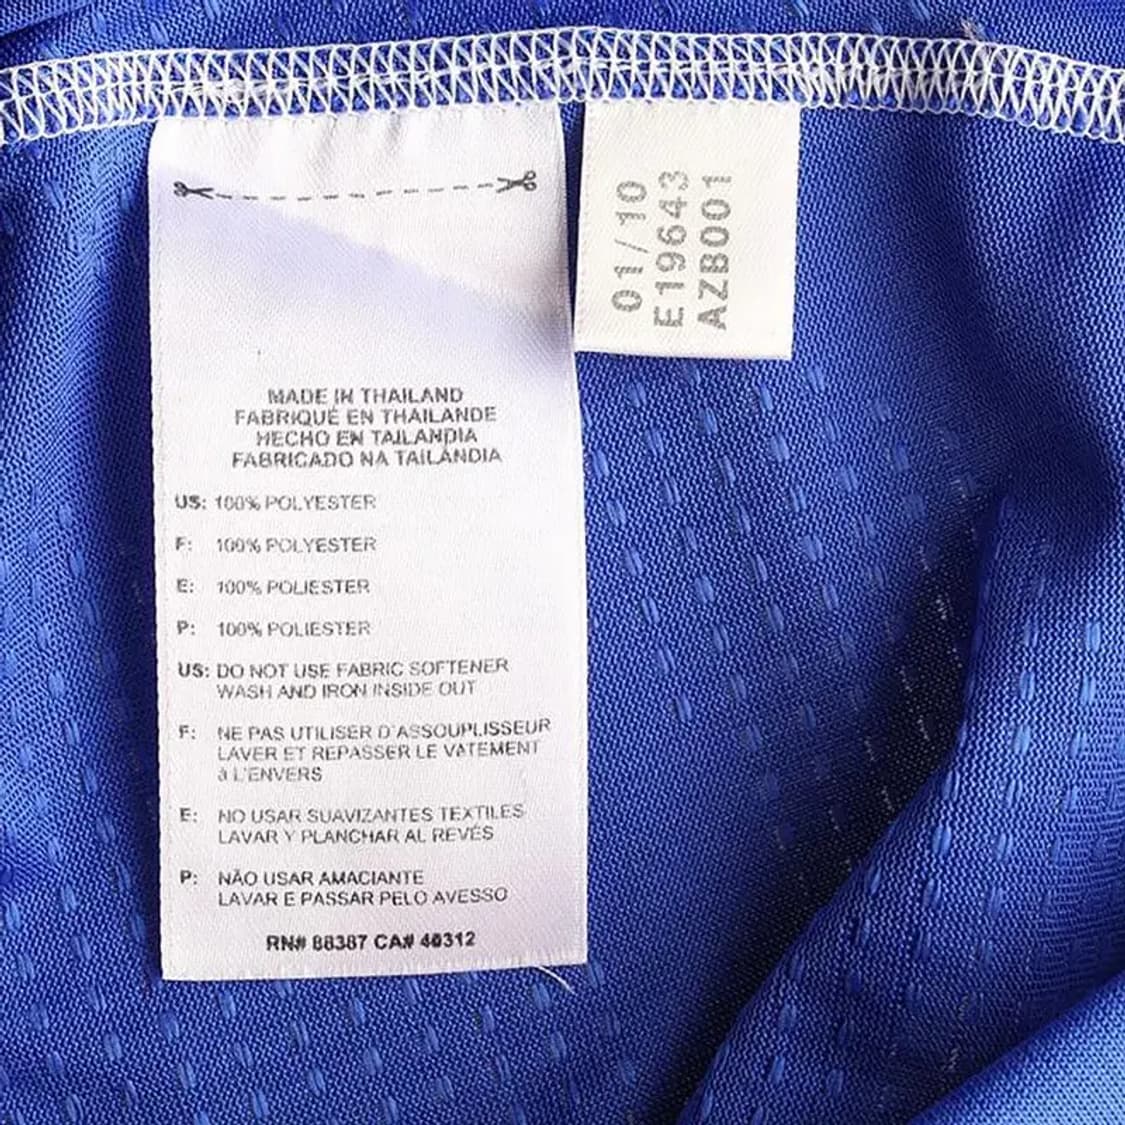 MADE IN THAILAND
FABRIQUÉ EN THAILANDE
HECHO EN TAILANDIA
FABRICADO NA TAILÂNDIA
US: 100% POLYESTER
F: 100% POLYESTER
E: 100% POLIESTER
P: 100% POLIESTER
US: DO NOT USE FABRIC SOFTENER
WASH AND IRON INSIDE OUT
F: NE PAS UTILISER D'ASSOUPLISSEUR
LAVER ET REPASSER LE VATEMENT
à L'ENVERS
E: NO USAR SUAVIZANTES TEXTILES
LAVAR Y PLANCHAR AL REVÉS
P: NÃO USAR AMACIANTE
LAVAR E PASSAR PELO AVESSO
RN# 88387 CA# 40312
01/10
E19643
AZB001